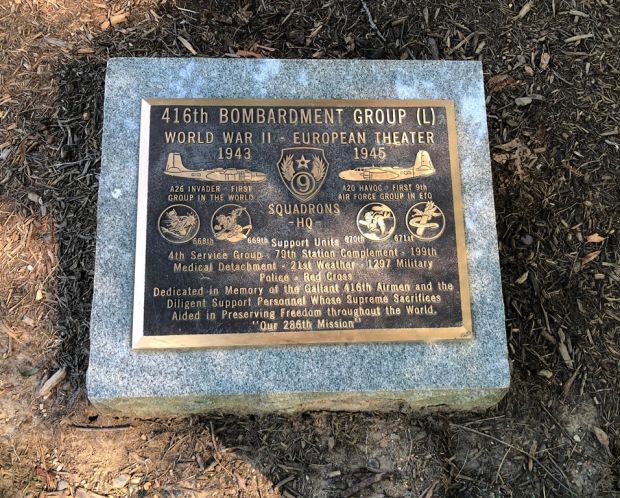 416th BOMBARDMENT GROUP (L)
WORLD WAR II - EUROPEAN THEATER
1943 1945
A26 INVADER - FIRST
GROUP IN THE WORLD
9
A20 HAVOC - FIRST 9th
AIR FORCE GROUP IN ETO
SQUADRONS
-HQ-
668th 669th 670th 671st
Support Units
4th Service Group - 79th Station Complement - 199th
Medical Detachment - 21st Weather - 1297 Military
Police - Red Cross
Dedicated in Memory of the Gallant 416th Airmen and the
Diligent Support Personnel Whose Supreme Sacrifices
Aided in Preserving Freedom throughout the World.
"Our 286th Mission"